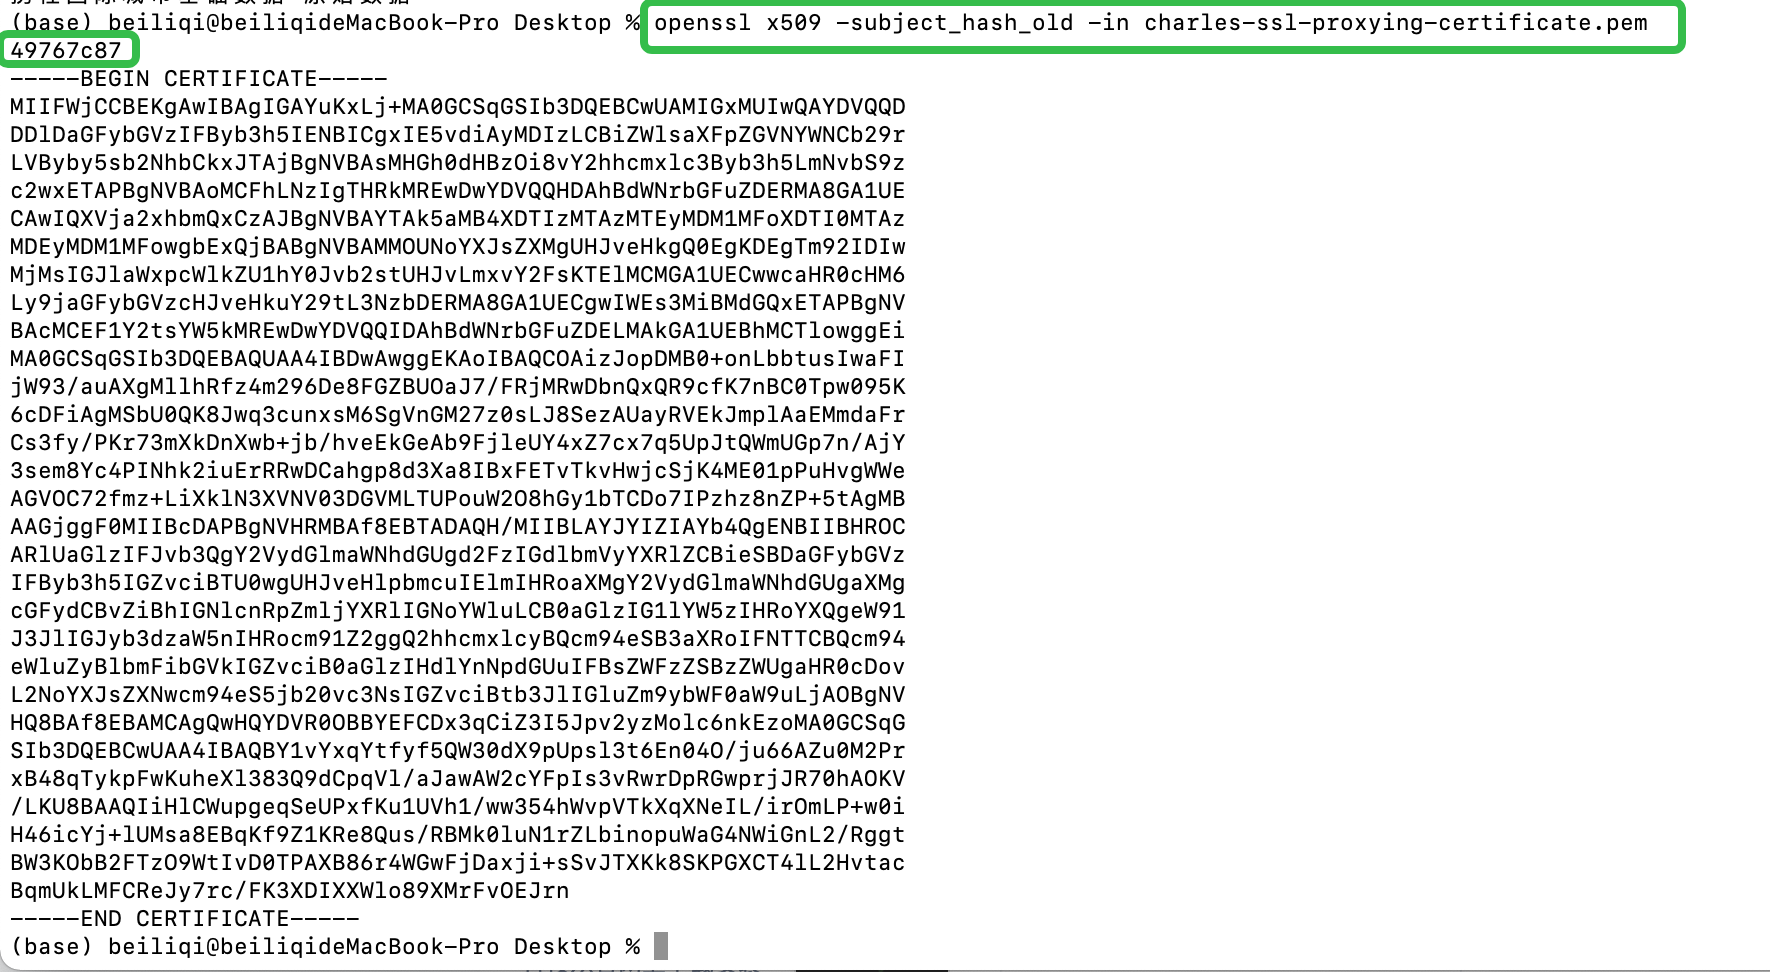 (base) beiliqi@beiliqideMacBook-Pro Desktop % openssl x509 -subject_hash_old -in charles-ssl-proxying-certificate.pem
49767c87
-----BEGIN CERTIFICATE-----
MIIFWjCCBEKgAwIBAgIGAYuKxLj+MA0GCSqGSIb3DQEBCwUAMIGxMUIwQAYDVQQD
DDlDaGFybGVzIFByb3h5IENBICgxIE5vdiAyMDIzLCBiZWlsaXFpZGVNYWNCb29r
LVByby5sb2NhbCkxJTAjBgNVBAsMHGh0dHBzOi8vY2hhcmxlc3Byb3h5LmNvbS9z
c2wxETAPBgNVBAoMCFhLNzIgTHRkMREwDwYDVQQHDAhBdWNrbGFuZDERMA8GA1UE
CAwIQXVja2xhbmQxCzAJBgNVBAYTAk5aMB4XDTIzMTAzMTEyMDM1MFoXDTI0MTAz
MDEyMDM1MFowgbExQjBABgNVBAMMOUNoYXJsZXMgUHJveHkgQ0EgKDEgTm92IDIw
MjMsIGJlaWxpcWlkZU1hY0Jvb2stUHJvLmxvY2FsKTElMCMGA1UECwwcaHR0cHM6
Ly9jaGFybGVzcHJveHkuY29tL3NzbDERMA8GA1UECgwIWEs3MiBMdGQxETAPBgNV
BAcMCEF1Y2tsYW5kMREwDwYDVQQIDAhBdWNrbGFuZDELMAkGA1UEBhMCTlowggEi
MA0GCSqGSIb3DQEBAQUAA4IBDwAwggEKAoIBAQCOAizJopDMB0+onLbbtusIwaFI
jW93/auAXgMllhRfz4m296De8FGZBUOaJ7/FRjMRwDbnQxQR9cfK7nBC0Tpw095K
6cDFiAgMSbU0QK8Jwq3cunxsM6SgVnGM27z0sLJ8SezAUayRVEkJmplAaEMmdaFr
Cs3fy/PKr73mXkDnXwb+jb/hveEkGeAb9FjleUY4xZ7cx7q5UpJtQWmUGp7n/AjY
3sem8Yc4PINhk2iuErRRwDCahgp8d3Xa8IBxFETvTkvHwjcSjK4ME01pPuHvgWWe
AGVOC72fmz+LiXklN3XVNV03DGVMLTUPouW2O8hGy1bTCDo7IPzhz8nZP+5tAgMB
AAGjggF0MIIBcDAPBgNVHRMBAf8EBTADAQH/MIIBLAYJYIZIAYb4QgENBIIBHROC
ARlUaGlzIFJvb3QgY2VydGlmaWNhdGUgd2FzIGdlbmVyYXRlZCBieSBDaGFybGVz
IFByb3h5IGZvciBTU0wgUHJveHlpbmcuIElmIHRoaXMgY2VydGlmaWNhdGUgaXMg
cGFydCBvZiBhIGNlcnRpZmljYXRlIGNoYWluLCB0aGlzIG1lYW5zIHRoYXQgeW91
J3JlIGJyb3dzaW5nIHRocm91Z2ggQ2hhcmxlcyBQcm94eSB3aXRoIFNTTCBQcm94
eWluZyBlbmFibGVkIGZvciB0aGlzIHdlYnNpdGUuIFBsZWFzZSBzZWUgaHR0cDov
L2NoYXJsZXNwcm94eS5jb20vc3NsIGZvciBtb3JlIGluZm9ybWF0aW9uLjAOBgNV
HQ8BAf8EBAMCAgQwHQYDVR0OBBYEFCDx3qCiZ3I5Jpv2yzMolc6nkEzoMA0GCSqG
SIb3DQEBCwUAA4IBAQBY1vYxqYtfyf5QW30dX9pUpsl3t6En04O/ju66AZu0M2Pr
xB48qTykpFwKuheXl383Q9dCpqVl/aJawAW2cYFpIs3vRwrDpRGwprjJR70hAOKV
/LKU8BAAQIiHlCWupgeqSeUPxfKu1UVh1/ww354hWvpVTkXqXNeIL/irOmLP+w0i
H46icYj+lUMsa8EBqKf9Z1KRe8Qus/RBMk0luN1rZLbinopuWaG4NWiGnL2/Rggt
BW3KObB2FTzO9WtIvD0TPAXB86r4WGwFjDaxji+sSvJTXKk8SKPGXCT4lL2Hvtac
BqmUkLMFCReJy7rc/FK3XDIXXWlo89XMrFvOEJrn
-----END CERTIFICATE-----
(base) beiliqi@beiliqideMacBook-Pro Desktop %